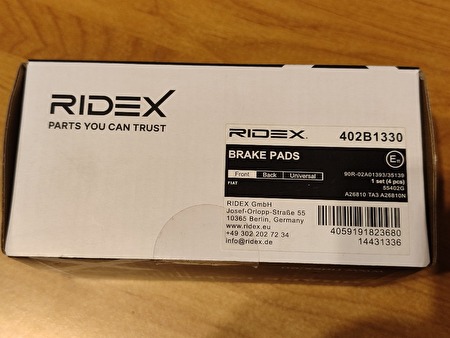 RIDEX
PARTS YOU CAN TRUST
RIDEX. 402B1330
BRAKE PADS
90R-02A01393/35139
Front Back Universal
1 set (4 pcs)
FIAT
55402G
A26810 TA3 A26810N
RIDEX GmbH
Josef-Orlopp-Straße 55
10365 Berlin, Germany
www.ridex.eu
+49 302 202 72 34
info@ridex.de
4059191823680
14431336